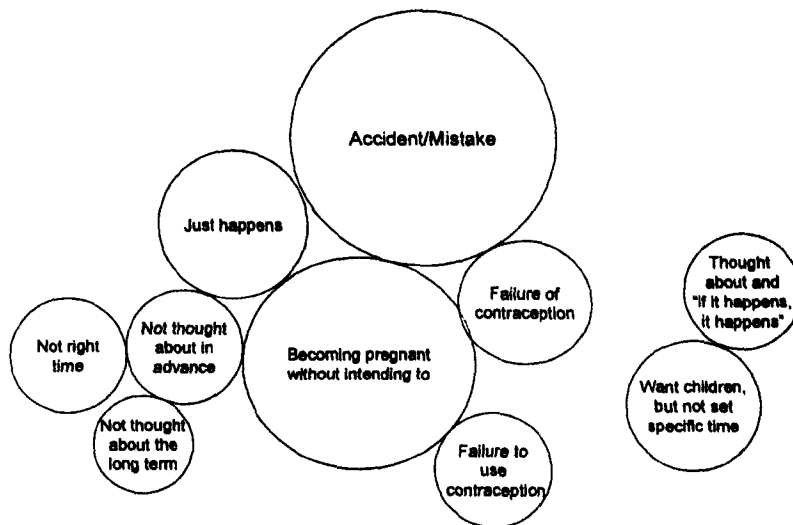 Accident/Mistake
Just happens
Failure of
contraception
Thought
about and
"If it happens,
it happens"
Not right
time
Not thought
about in
advance
Becoming pregnant
without intending to
Want children,
but not set
specific time
Not thought
about the
long term
Failure to
use
contraception